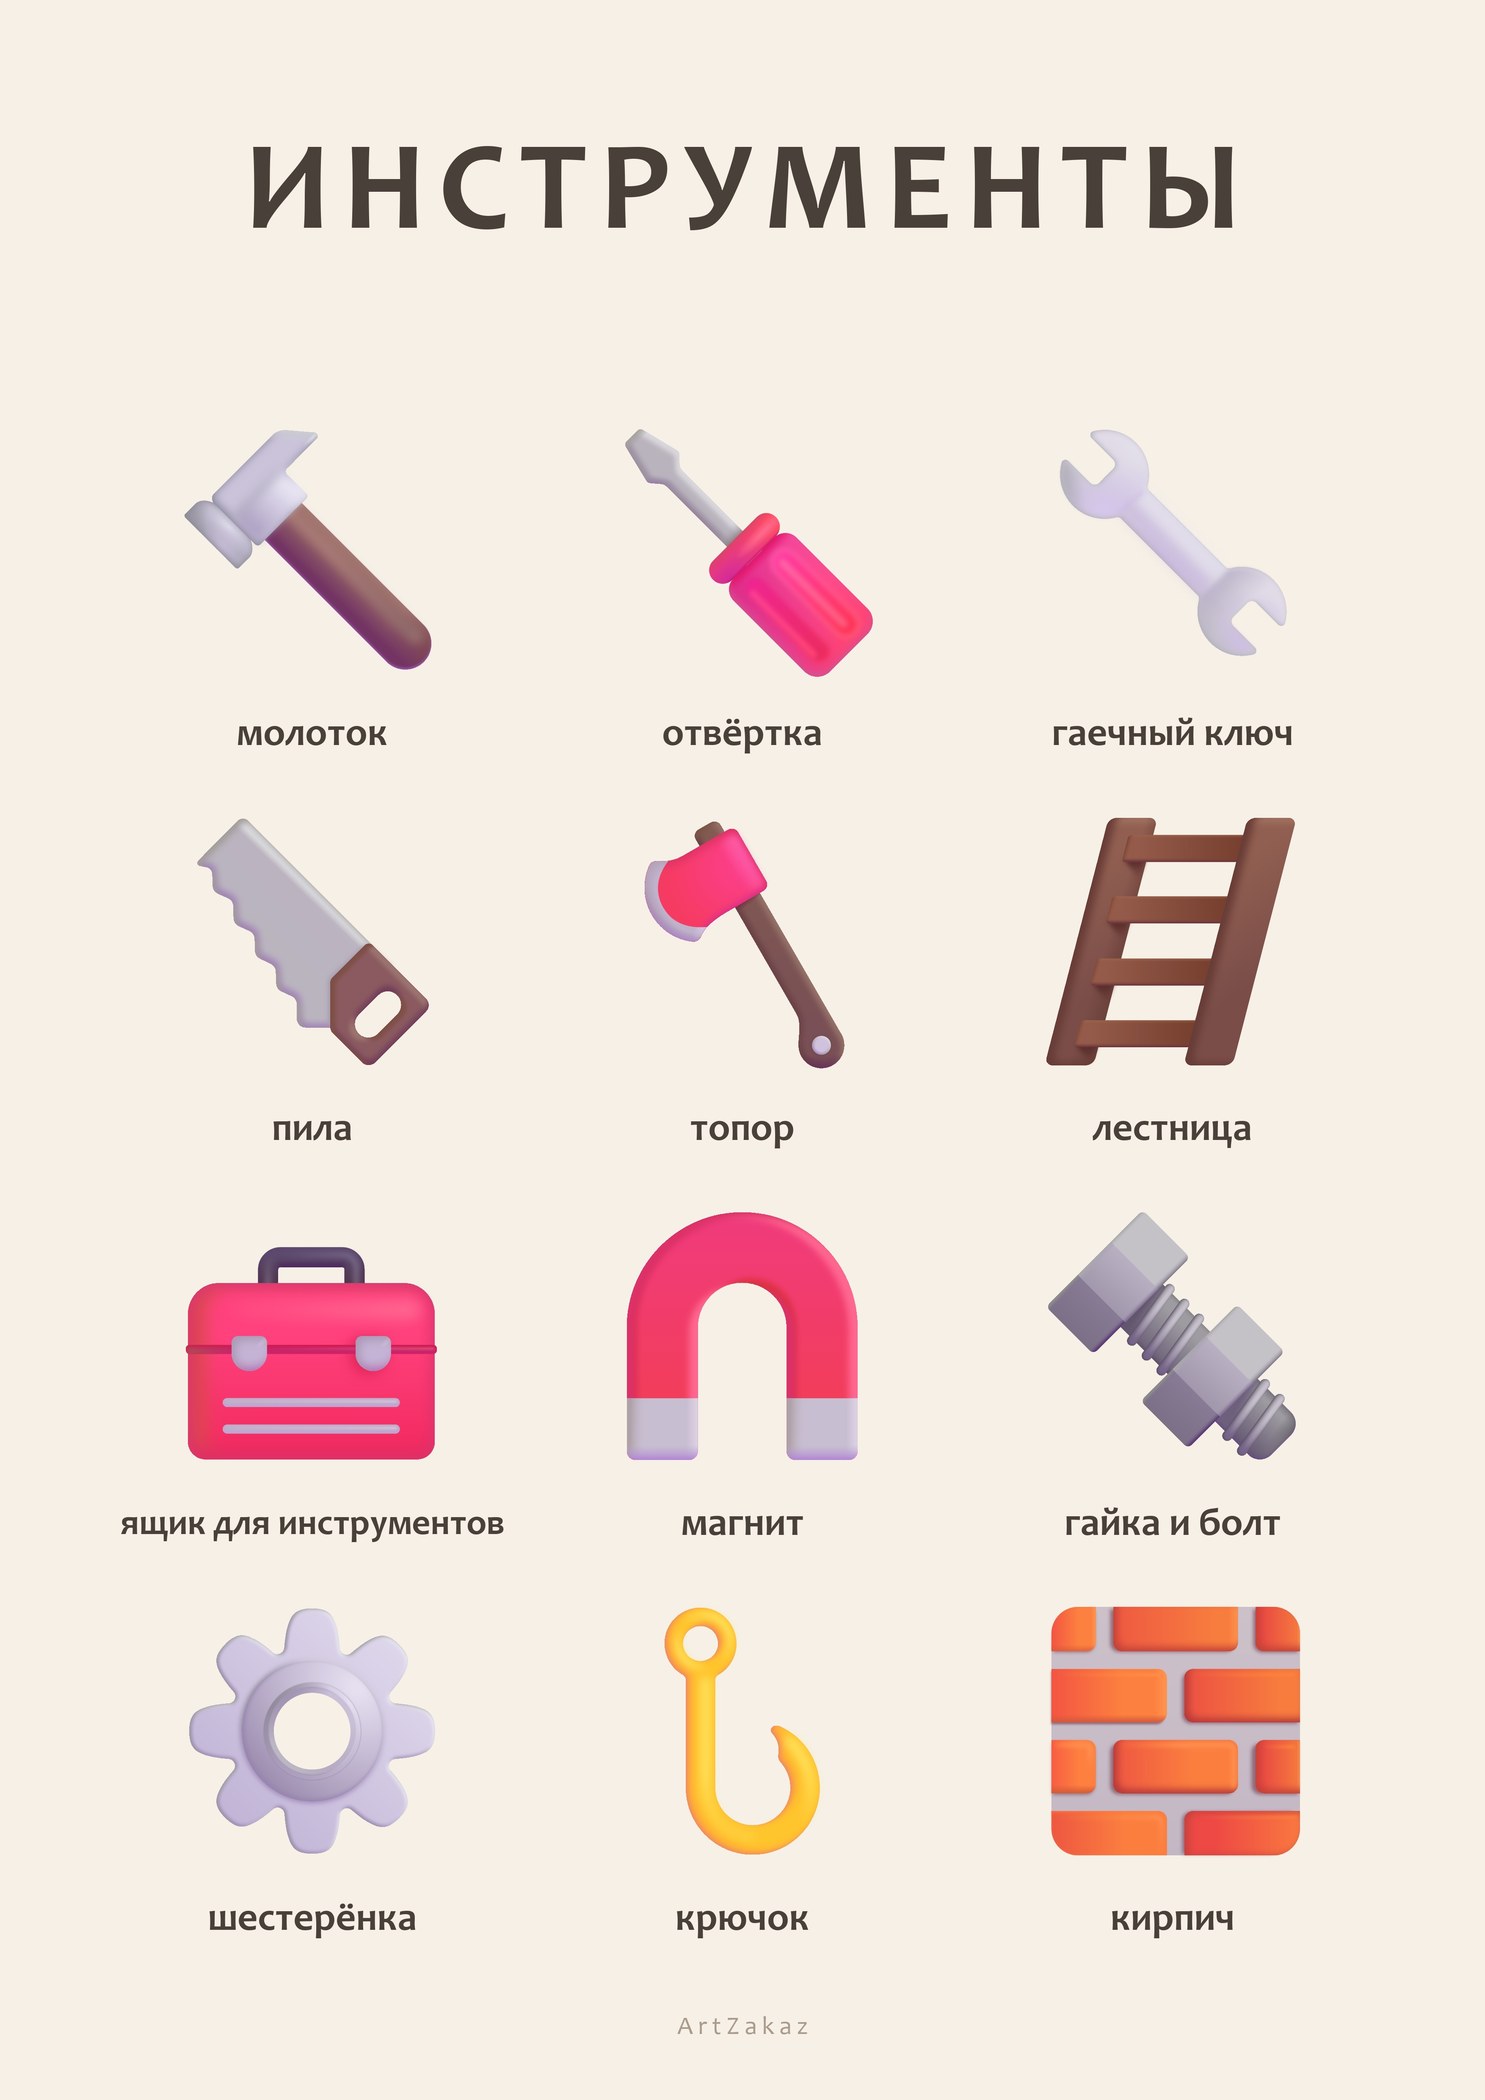 ИНСТРУМЕНТЫ
молоток
отвёртка
гаечный ключ
пила
топор
лестница
ящик для инструментов
магнит
гайка и болт
шестерёнка
крючок
кирпич
ArtZakaz